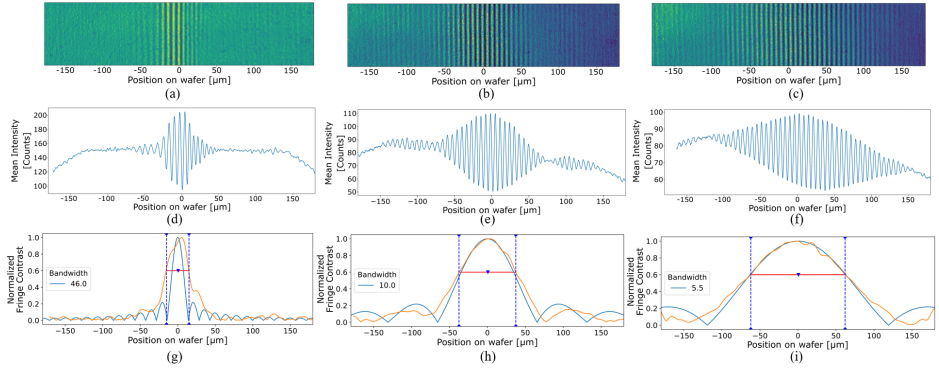 −150 −100 −50 0 50 100 150
Position on wafer [µm]
(a)
−150 −100 −50 0 50 100 150
Position on wafer [µm]
(b)
−150 −100 −50 0 50 100 150
Position on wafer [µm]
(c)
Mean Intensity
[Counts]
200
180
160
140
120
100
−150 −100 −50 0 50 100 150
Position on wafer [µm]
(d)
Mean Intensity
[Counts]
110
100
90
80
70
60
50
−150 −100 −50 0 50 100 150
Position on wafer [µm]
(e)
Mean Intensity
[Counts]
100
90
80
70
60
−150 −100 −50 0 50 100 150
Position on wafer [µm]
(f)
Normalized
Fringe Contrast
1.0
0.8
0.6
0.4
0.2
0.0
Bandwidth
46.0
−150 −100 −50 0 50 100 150
Position on wafer [µm]
(g)
Normalized
Fringe Contrast
1.0
0.8
0.6
0.4
0.2
0.0
Bandwidth
10.0
−150 −100 −50 0 50 100 150
Position on wafer [µm]
(h)
Normalized
Fringe Contrast
1.0
0.8
0.6
0.4
0.2
0.0
Bandwidth
5.5
−150 −100 −50 0 50 100 150
Position on wafer [µm]
(i)